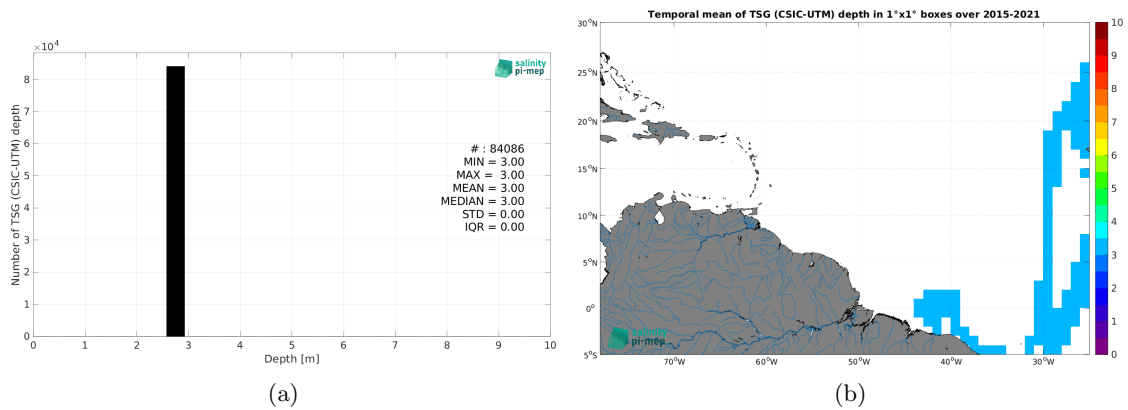 ×10⁴
8
7
6
5
4
3
2
1
0
Number of TSG (CSIC-UTM) depth
salinity
pi-mep
# : 84086
MIN = 3.00
MAX = 3.00
MEAN = 3.00
MEDIAN = 3.00
STD = 0.00
IQR = 0.00
0 1 2 3 4 5 6 7 8 9 10
Depth [m]
(a)
Temporal mean of TSG (CSIC-UTM) depth in 1°x1° boxes over 2015-2021
30°N
25°N
20°N
15°N
10°N
5°N
0°
5°S
70°W 60°W 50°W 40°W 30°W
salinity
pi-mep
10
9
8
7
6
5
4
3
2
1
0
(b)